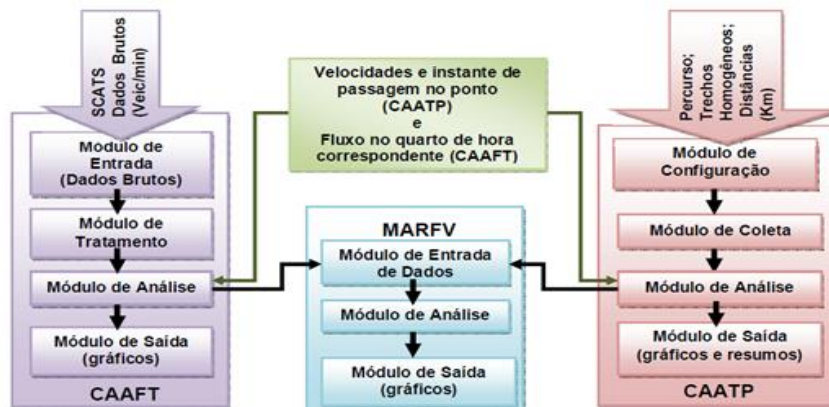 SCATS
Dados Brutos
(Veic/min)
Módulo de
Entrada
(Dados Brutos)
Módulo de
Tratamento
Módulo de Análise
Módulo de Saída
(gráficos)
CAAFT
Velocidades e instante de
passagem no ponto
(CAATP)
e
Fluxo no quarto de hora
correspondente (CAAFT)
MARFV
Módulo de Entrada
de Dados
Módulo de Análise
Módulo de Saída
(gráficos)
Percurso;
Trechos
Homogêneos;
Distâncias
(Km)
Módulo de
Configuração
Módulo de Coleta
Módulo de Análise
Módulo de Saída
(gráficos e resumos)
CAATP